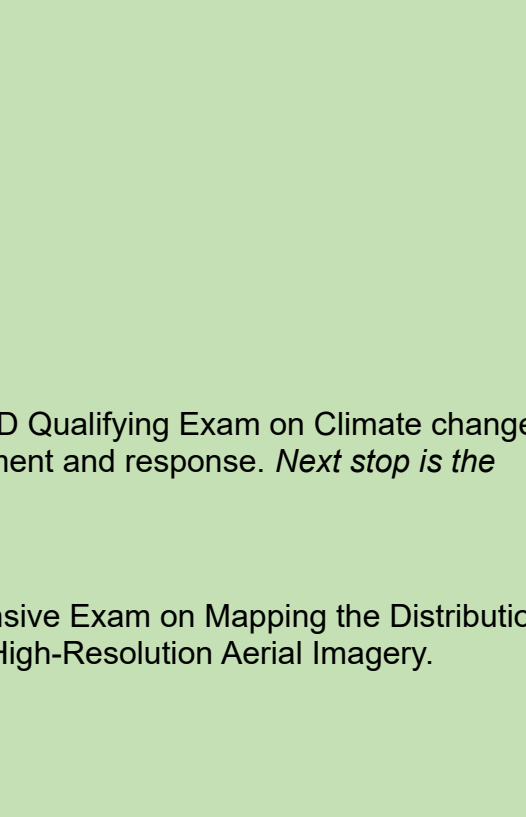 D Qualifying Exam on Climate change
ment and response. Next stop is the
nsive Exam on Mapping the Distributio
High-Resolution Aerial Imagery.